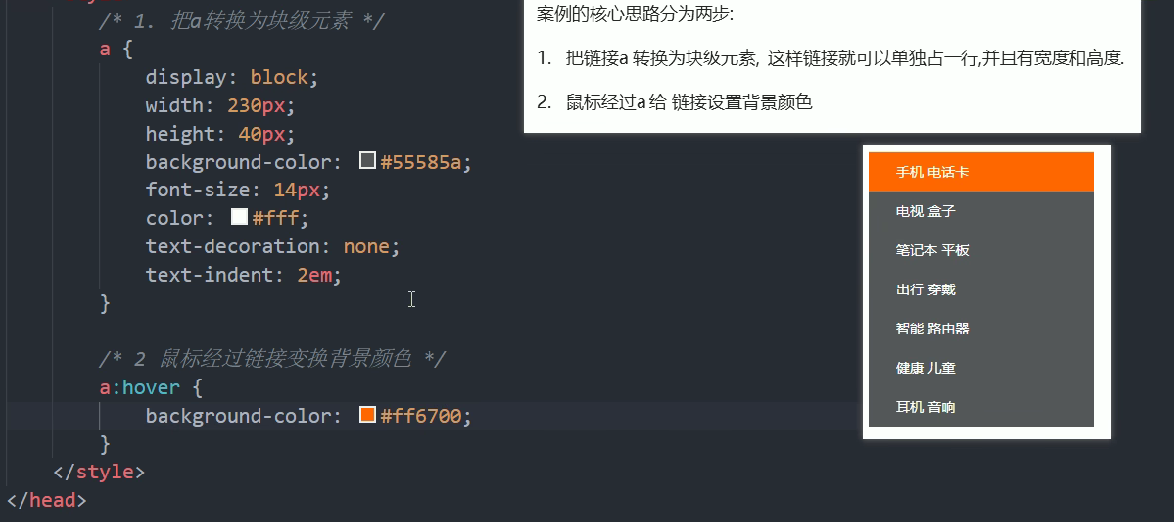 /* 1. 把a转换为块级元素 */
a {
display: block;
width: 230px;
height: 40px;
background-color: #55585a;
font-size: 14px;
color: #fff;
text-decoration: none;
text-indent: 2em;
}
/* 2 鼠标经过链接变换背景颜色 */
a:hover {
background-color: #ff6700;
}
</style>
</head>
案例的核心思路分为两步:
1. 把链接a 转换为块级元素, 这样链接就可以单独占一行,并且有宽度和高度.
2. 鼠标经过a 给 链接设置背景颜色
手机 电话卡
电视 盒子
笔记本 平板
出行 穿戴
智能 路由器
健康 儿童
耳机 音响